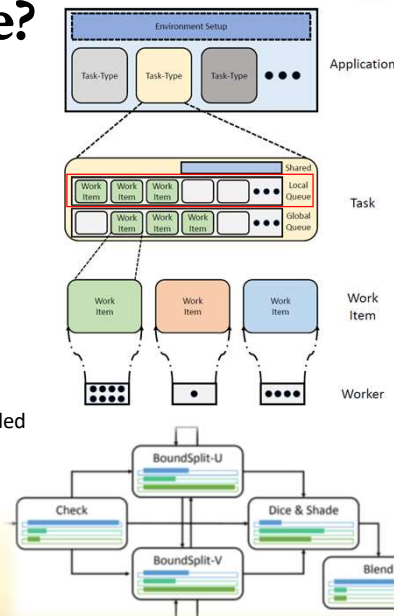 e?
Environment Setup
Task-Type Task-Type Task-Type
Application
Shared
Work Item Work Item Work Item
Local Queue
Work Item Work Item Work Item
Global Queue
Task
Work Item
Work Item
Work Item
Work Item
Worker
led
BoundSplit-U
Check
Dice & Shade
BoundSplit-V
Blend